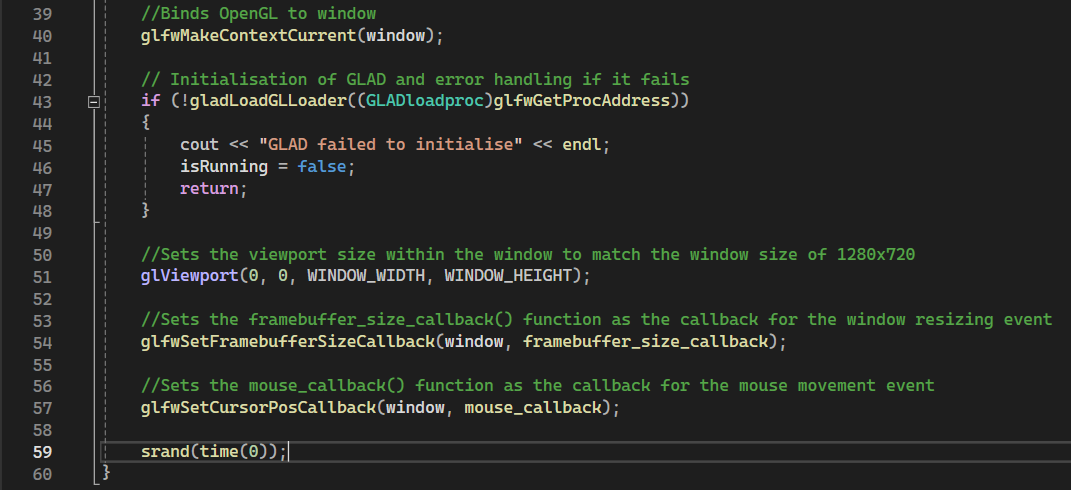 39 //Binds OpenGL to window
40 glfwMakeContextCurrent(window);
41
42 // Initialisation of GLAD and error handling if it fails
43 if (!gladLoadGLLoader((GLADloadproc)glfwGetProcAddress))
44 {
45 cout << "GLAD failed to initialise" << endl;
46 isRunning = false;
47 return;
48 }
49
50 //Sets the viewport size within the window to match the window size of 1280x720
51 glViewport(0, 0, WINDOW_WIDTH, WINDOW_HEIGHT);
52
53 //Sets the framebuffer_size_callback() function as the callback for the window resizing event
54 glfwSetFramebufferSizeCallback(window, framebuffer_size_callback);
55
56 //Sets the mouse_callback() function as the callback for the mouse movement event
57 glfwSetCursorPosCallback(window, mouse_callback);
58
59 srand(time(0));
60 }